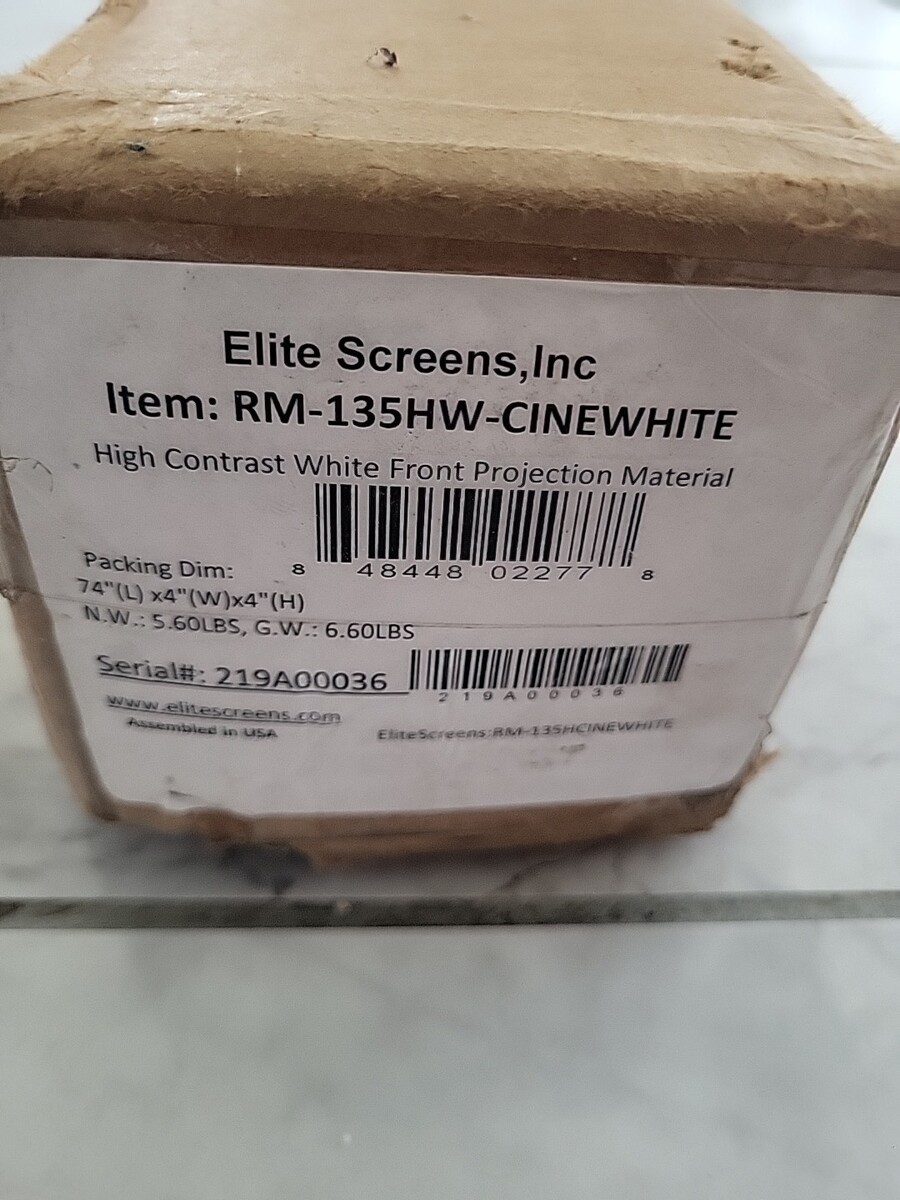 Elite Screens,Inc
Item: RM-135HW-CINEWHITE
High Contrast White Front Projection Material
8 48448 02277 8
Packing Dim:
74"(L) x4"(W)x4"(H)
N.W.: 5.60LBS, G.W.: 6.60LBS
Serial#: 219A00036
219A00036
www.elitescreens.com
Assembled in USA
EliteScreens:RM-135HCINEWHITE